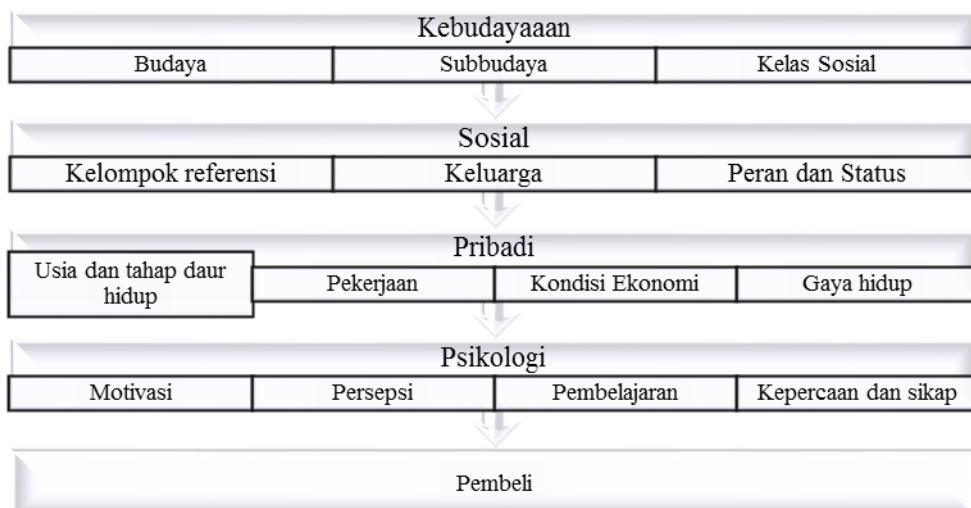 Kebudayaaan
Budaya Subbudaya Kelas Sosial
Sosial
Kelompok referensi Keluarga Peran dan Status
Pribadi
Usia dan tahap daur
hidup
Pekerjaan Kondisi Ekonomi Gaya hidup
Psikologi
Motivasi Persepsi Pembelajaran Kepercaan dan sikap
Pembeli